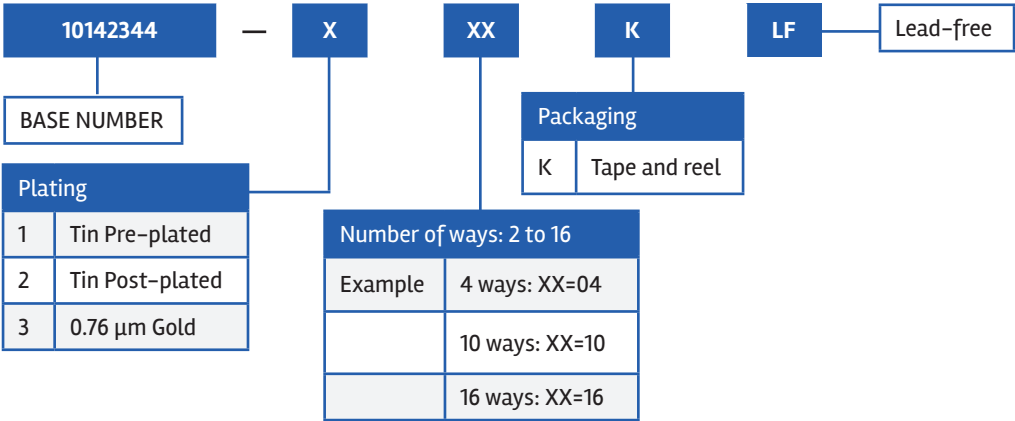 10142344 — X XX K LF Lead-free
BASE NUMBER
Packaging
K Tape and reel
Plating
1 Tin Pre-plated
2 Tin Post-plated
3 0.76 µm Gold
Number of ways: 2 to 16
Example 4 ways: XX=04
10 ways: XX=10
16 ways: XX=16